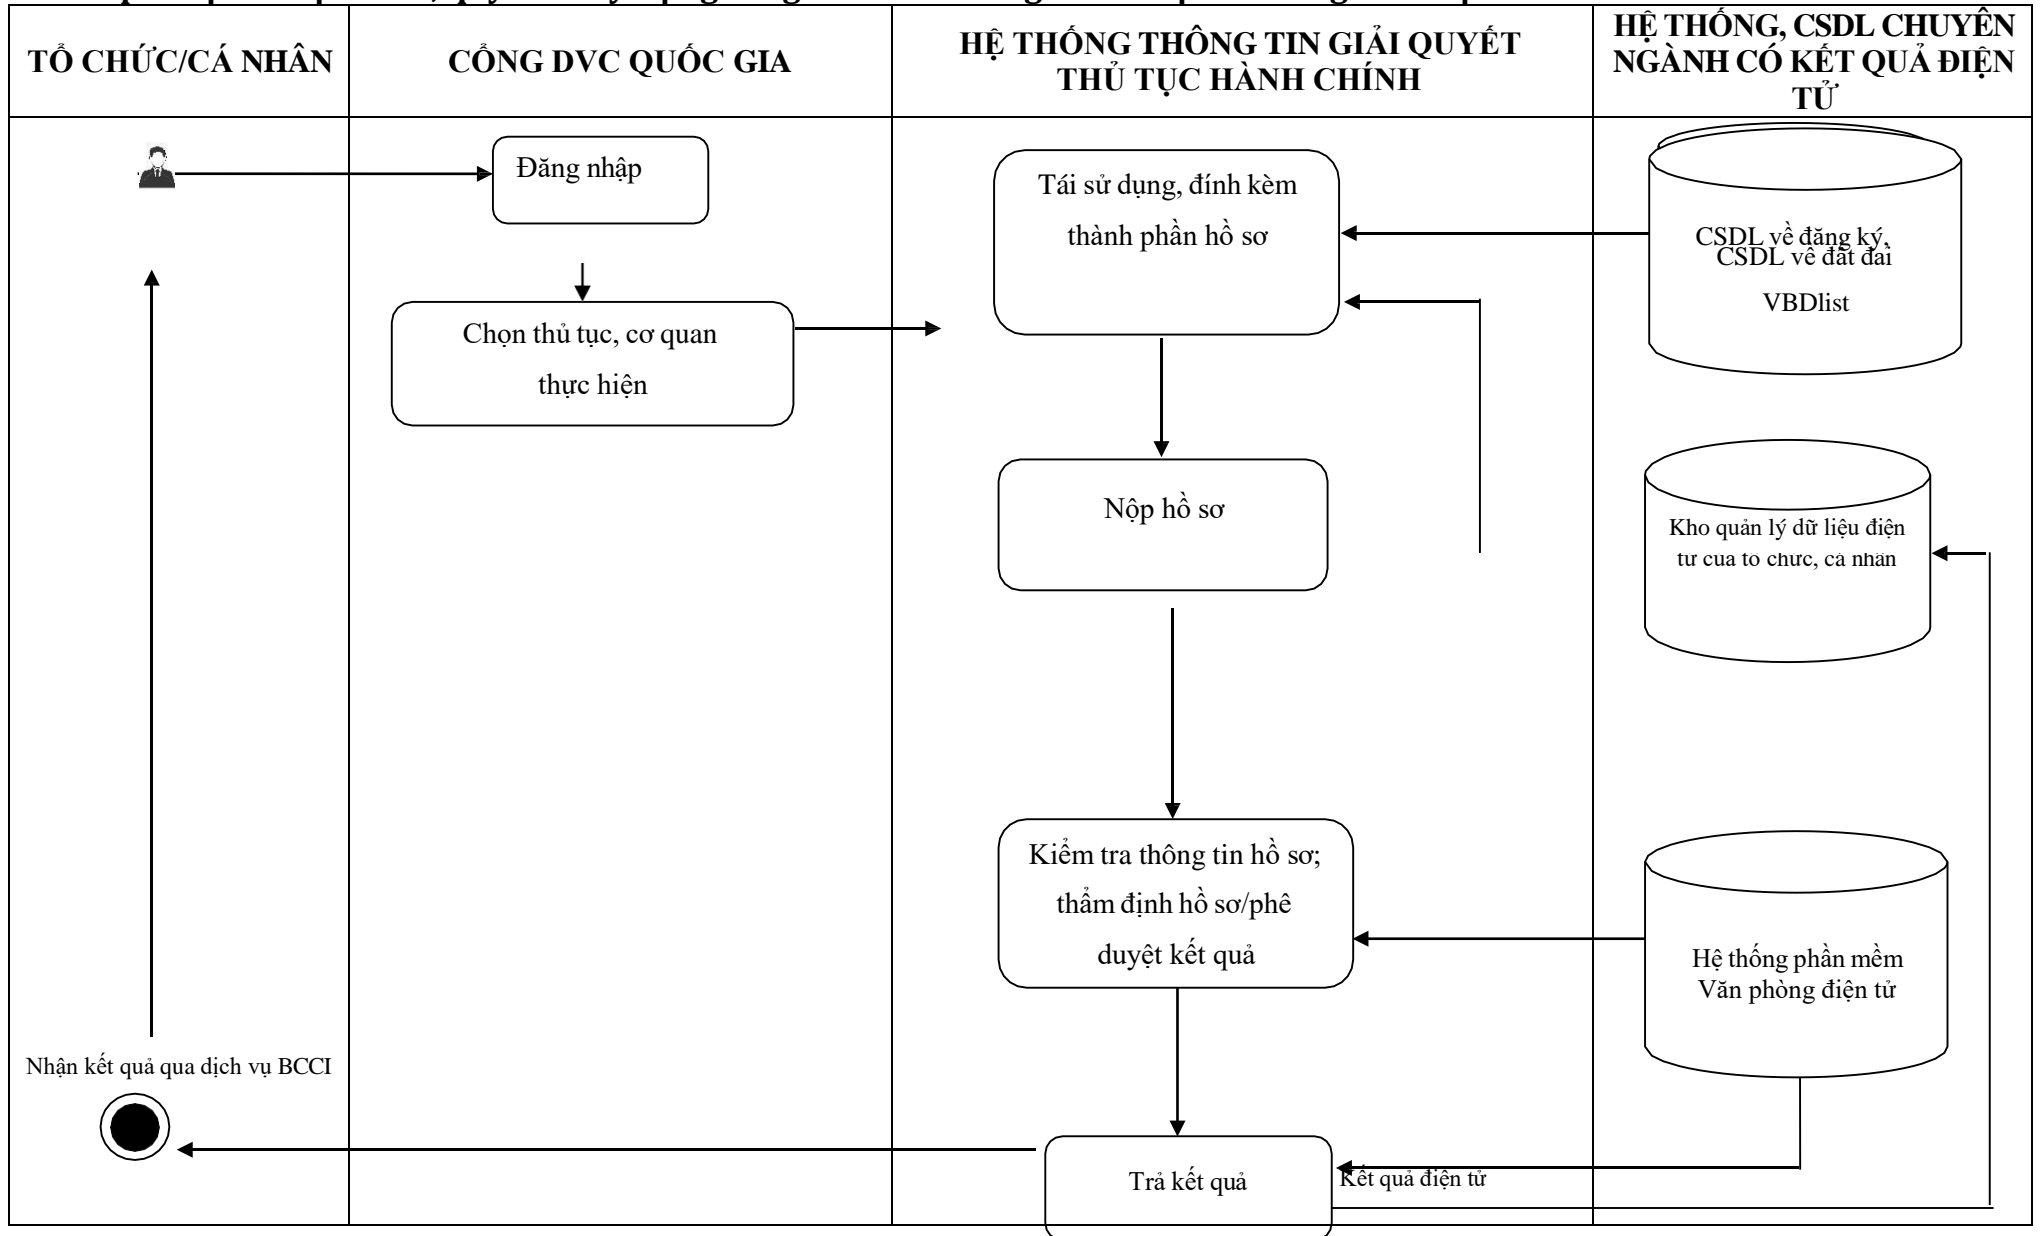 TỔ CHỨC/CÁ NHÂN
CỔNG DVC QUỐC GIA
HỆ THỐNG THÔNG TIN GIẢI QUYẾT
THỦ TỤC HÀNH CHÍNH
HỆ THỐNG, CSDL CHUYÊN
NGÀNH CÓ KẾT QUẢ ĐIỆN
TỬ
Đăng nhập
Chọn thủ tục, cơ quan
thực hiện
Tái sử dụng, đính kèm
thành phần hồ sơ
CSDL về đăng ký,
CSDL về đất đai
VBDlist
Nộp hồ sơ
Kho quản lý dữ liệu điện
tử của tổ chức, cá nhân
Kiểm tra thông tin hồ sơ;
thẩm định hồ sơ/phê
duyệt kết quả
Hệ thống phần mềm
Văn phòng điện tử
Nhận kết quả qua dịch vụ BCCI
Trả kết quả
Kết quả điện tử